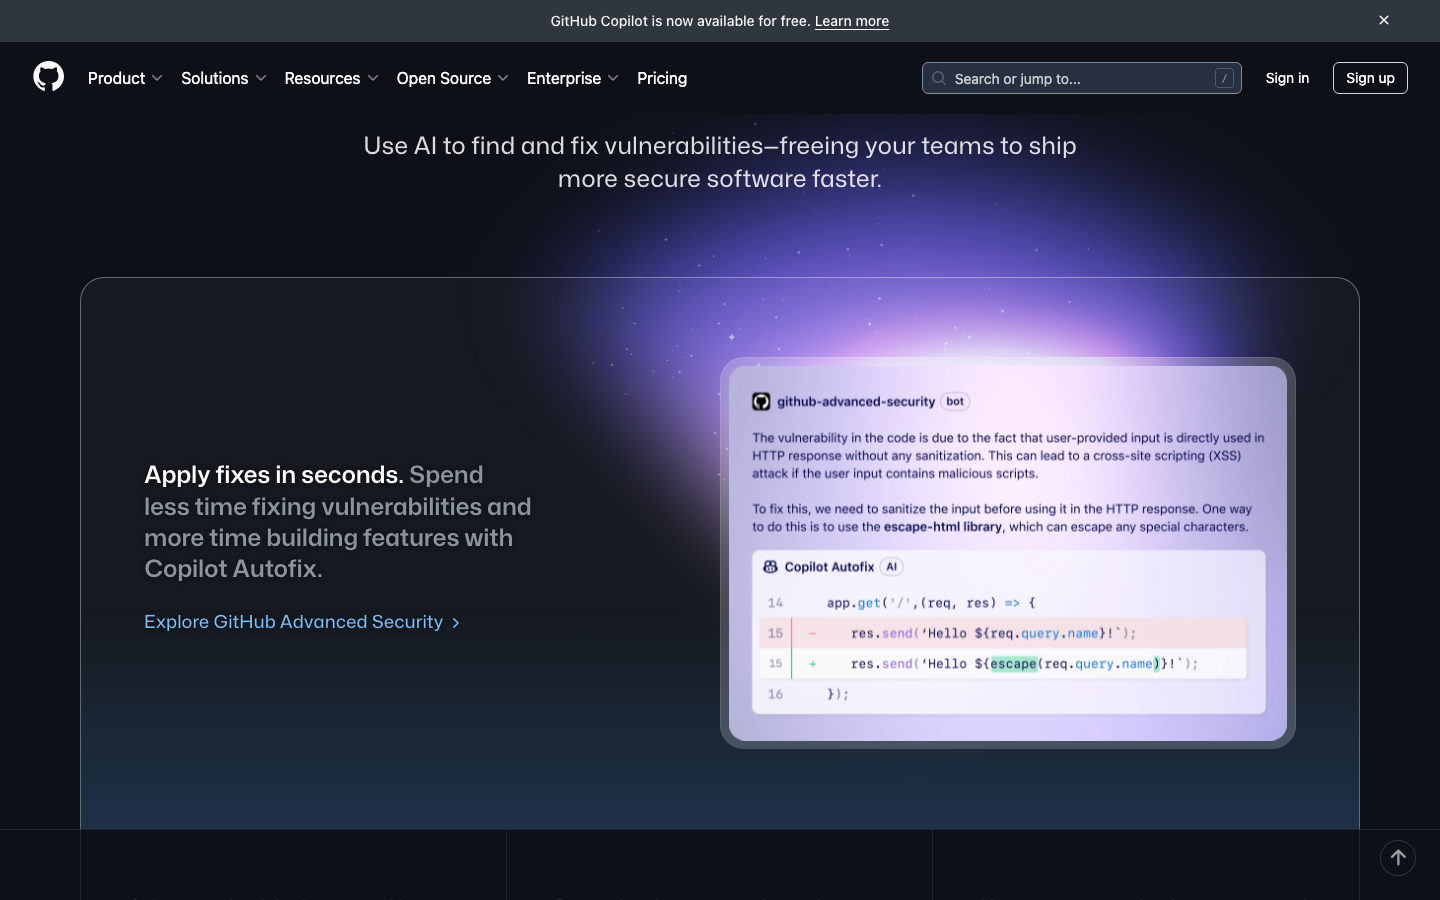 GitHub Copilot is now available for free. Learn more
Product
Solutions
Resources
Open Source
Enterprise
Pricing
Search or jump to...
/
Sign in
Sign up
Use AI to find and fix vulnerabilities—freeing your teams to ship
more secure software faster.
Apply fixes in seconds. Spend
less time fixing vulnerabilities and
more time building features with
Copilot Autofix.
Explore GitHub Advanced Security
github-advanced-security bot
The vulnerability in the code is due to the fact that user-provided input is directly used in
HTTP response without any sanitization. This can lead to a cross-site scripting (XSS)
attack if the user input contains malicious scripts.
To fix this, we need to sanitize the input before using it in the HTTP response. One way
to do this is to use the escape-html library, which can escape any special characters.
Copilot Autofix AI
14 app.get('/',(req, res) => {
15 - res.send(‘Hello ${req.query.name}!`);
15 + res.send(‘Hello ${escape(req.query.name)}!`);
16 });